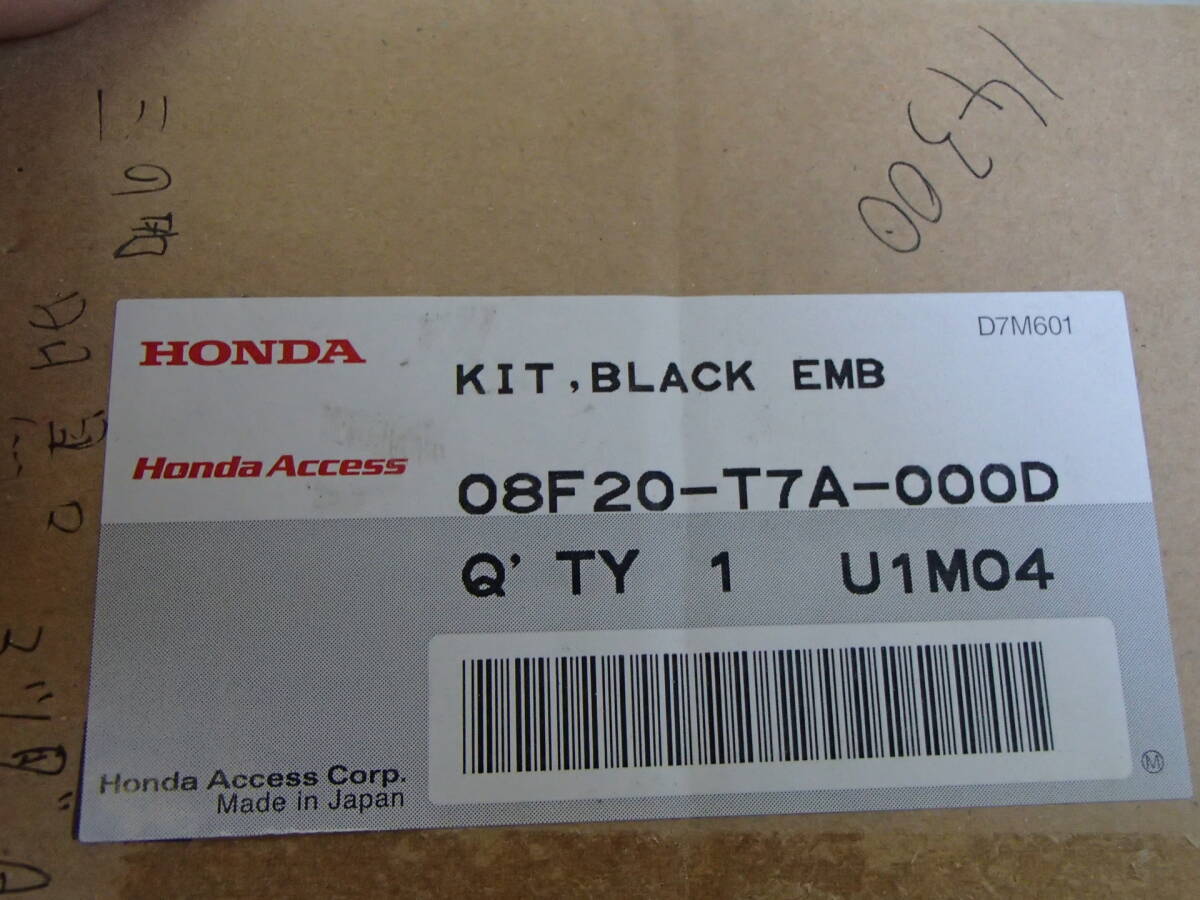 14300
D7M601
HONDA
KIT,BLACK EMB
Honda Access
08F20-T7A-000D
Q'TY 1 U1M04
Honda Access Corp.
Made in Japan
M